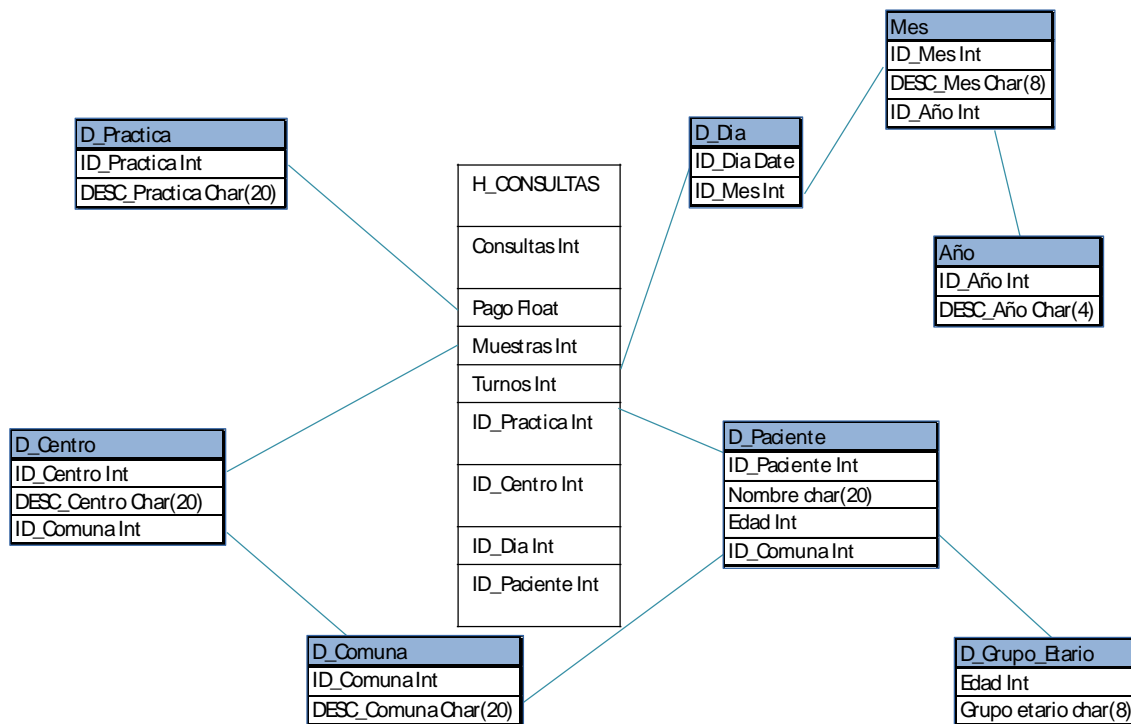 Mes
ID_Mes Int
DESC_Mes Char(8)
ID_Año Int
D_Practica
ID_Practica Int
DESC_Practica Char(20)
D_Dia
ID_Dia Date
ID_Mes Int
H_CONSULTAS
Consultas Int
Pago Float
Muestras Int
Turnos Int
ID_Practica Int
ID_Centro Int
ID_Dia Int
ID_Paciente Int
Año
ID_Año Int
DESC_Año Char(4)
D_Centro
ID_Centro Int
DESC_Centro Char(20)
ID_Comuna Int
D_Paciente
ID_Paciente Int
Nombre char(20)
Edad Int
ID_Comuna Int
D_Comuna
ID_Comuna Int
DESC_Comuna Char(20)
D_Grupo_Etario
Edad Int
Grupo etario char(8)